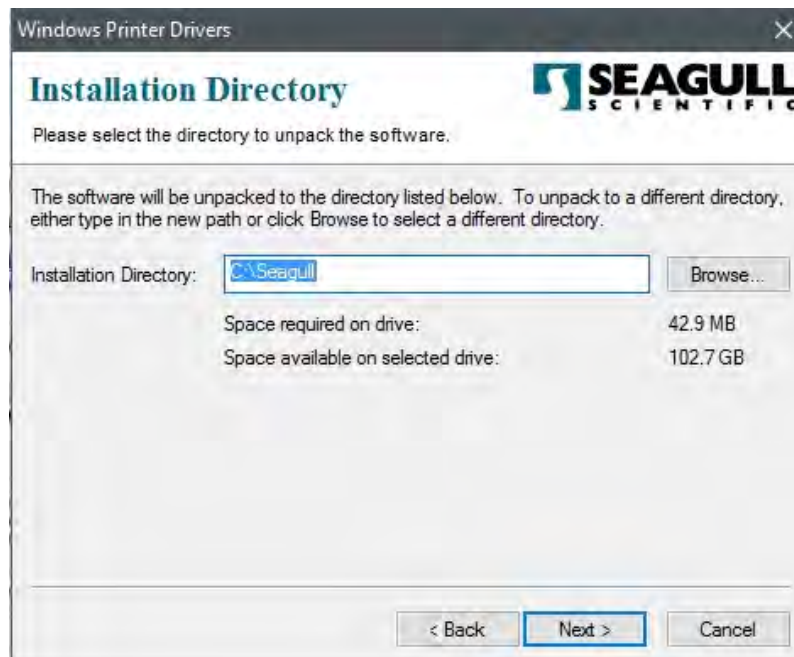 Windows Printer Drivers
Installation Directory
SEAGULL
SCIENTIFIC
Please select the directory to unpack the software.
The software will be unpacked to the directory listed below. To unpack to a different directory,
either type in the new path or click Browse to select a different directory.
Installation Directory: C:\Seagull Browse...
Space required on drive: 42.9 MB
Space available on selected drive: 102.7 GB
< Back Next > Cancel